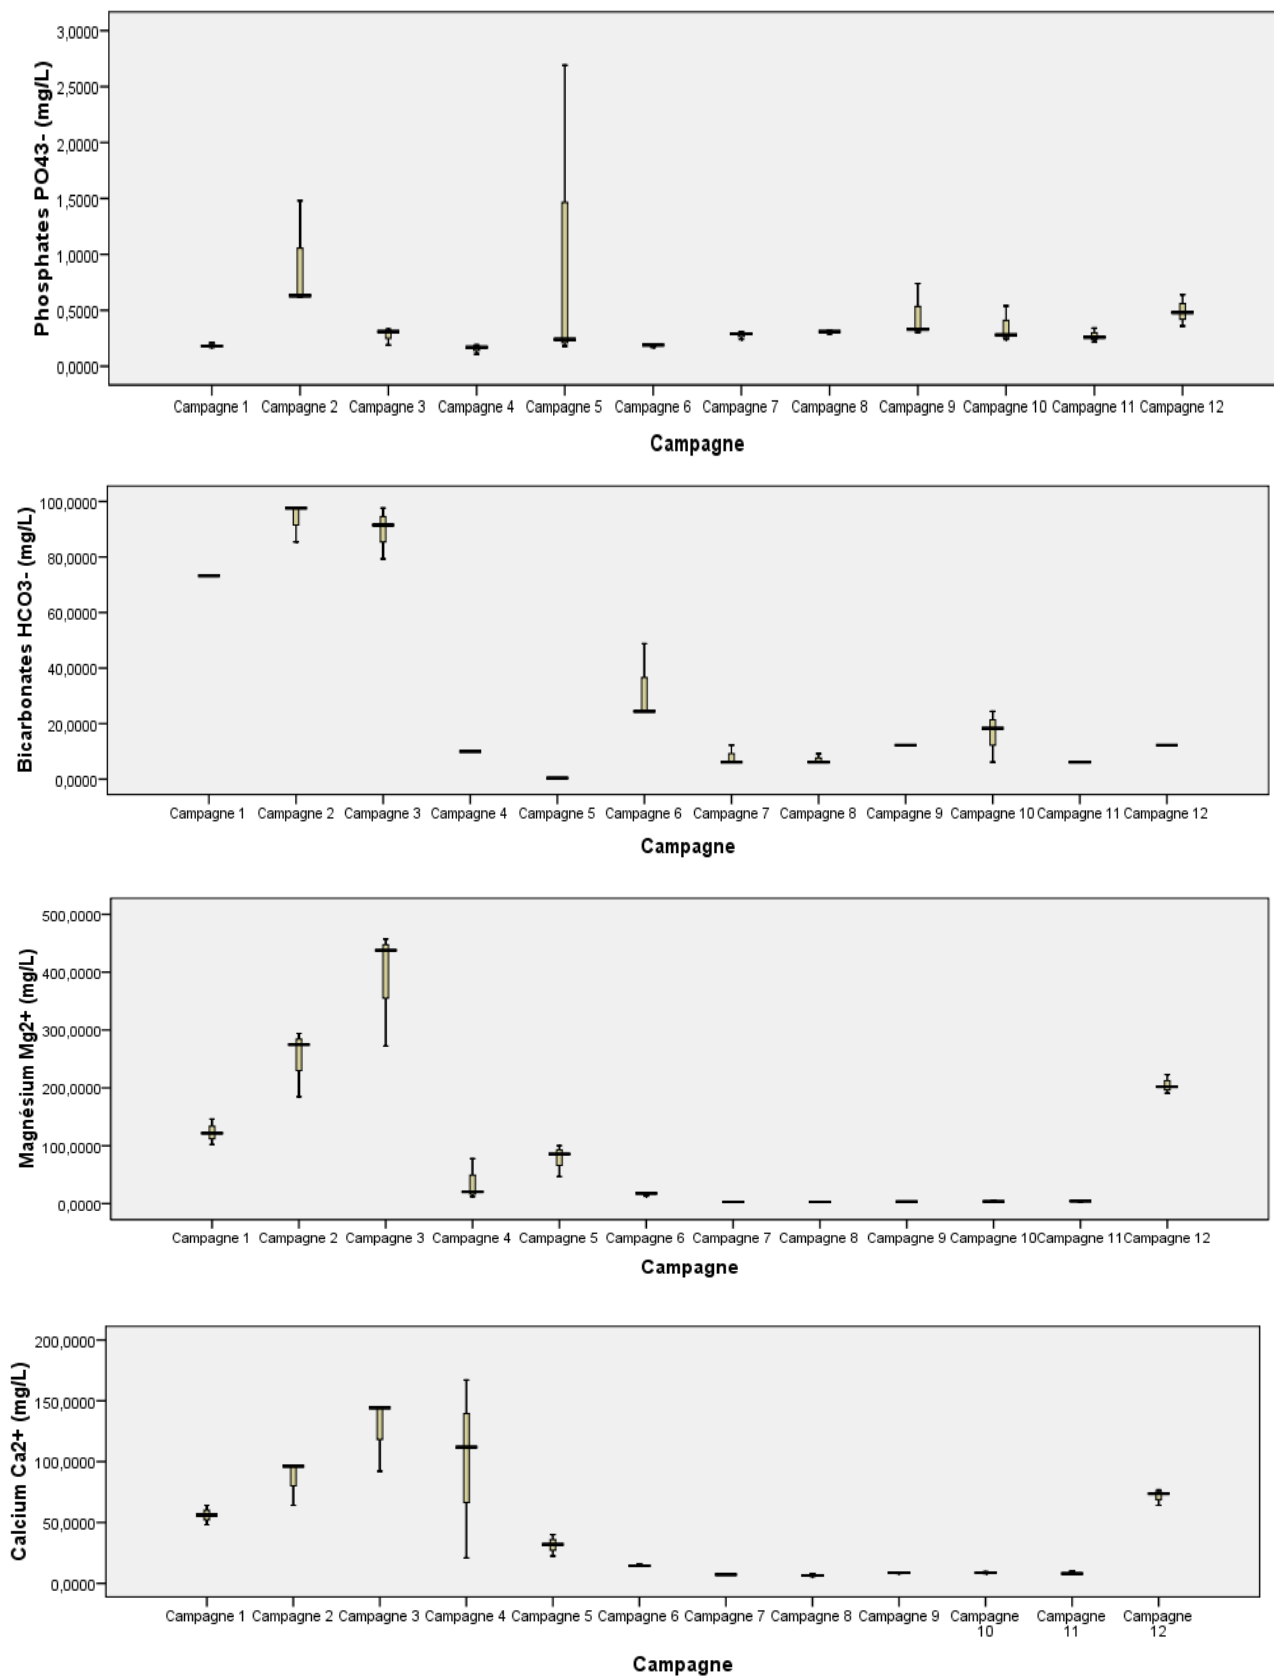 Phosphates PO43- (mg/L)
3,0000
2,5000
2,0000
1,5000
1,0000
0,5000
0,0000
Campagne 1 Campagne 2 Campagne 3 Campagne 4 Campagne 5 Campagne 6 Campagne 7 Campagne 8 Campagne 9 Campagne 10 Campagne 11 Campagne 12
Campagne
Bicarbonates HCO3- (mg/L)
100,0000
80,0000
60,0000
40,0000
20,0000
0,0000
Campagne 1 Campagne 2 Campagne 3 Campagne 4 Campagne 5 Campagne 6 Campagne 7 Campagne 8 Campagne 9 Campagne 10 Campagne 11 Campagne 12
Campagne
Magnésium Mg2+ (mg/L)
500,0000
400,0000
300,0000
200,0000
100,0000
0,0000
Campagne 1 Campagne 2 Campagne 3 Campagne 4 Campagne 5 Campagne 6 Campagne 7 Campagne 8 Campagne 9 Campagne 10 Campagne 11 Campagne 12
Campagne
Calcium Ca2+ (mg/L)
200,0000
150,0000
100,0000
50,0000
0,0000
Campagne 1 Campagne 2 Campagne 3 Campagne 4 Campagne 5 Campagne 6 Campagne 7 Campagne 8 Campagne 9 Campagne Campagne Campagne
10 11 12
Campagne